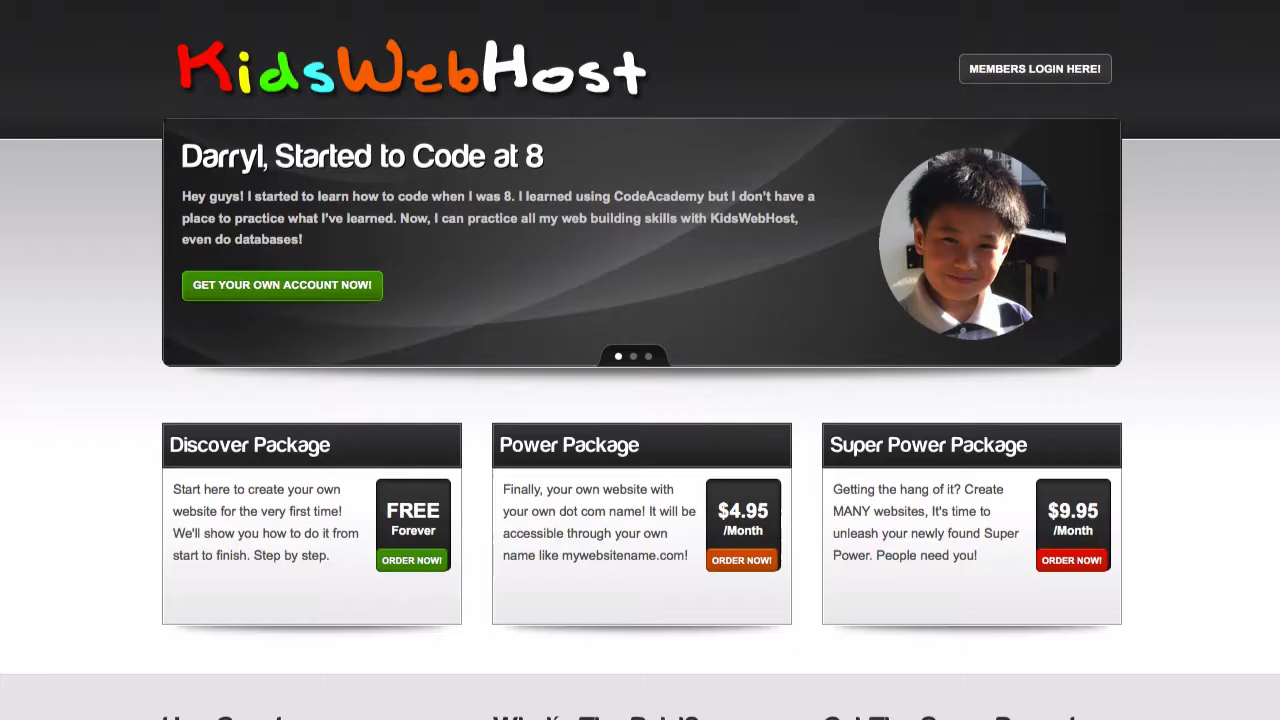 KidsWebHost
MEMBERS LOGIN HERE!
Darryl, Started to Code at 8
Hey guys! I started to learn how to code when I was 8. I learned using CodeAcademy but I don't have a
place to practice what I've learned. Now, I can practice all my web building skills with KidsWebHost,
even do databases!
GET YOUR OWN ACCOUNT NOW!
Discover Package
Start here to create your own
website for the very first time!
We'll show you how to do it from
start to finish. Step by step.
FREE
Forever
ORDER NOW!
Power Package
Finally, your own website with
your own dot com name! It will be
accessible through your own
name like mywebsitename.com!
$4.95
/Month
ORDER NOW!
Super Power Package
Getting the hang of it? Create
MANY websites, It's time to
unleash your newly found Super
Power. People need you!
$9.95
/Month
ORDER NOW!